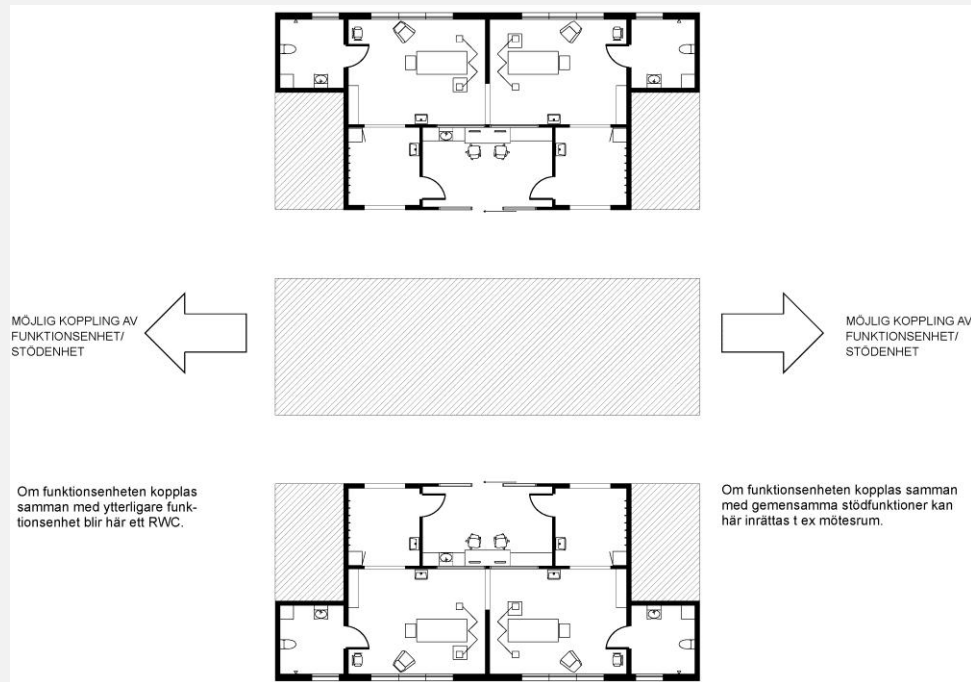 MÖJLIG KOPPLING AV
FUNKTIONSENHET/
STÖDENHET
MÖJLIG KOPPLING AV
FUNKTIONSENHET/
STÖDENHET
Om funktionsenheten kopplas
samman med ytterligare funk-
tionsenhet blir här ett RWC.
Om funktionsenheten kopplas samman
med gemensamma stödfunktioner kan
här inrättas t ex mötesrum.